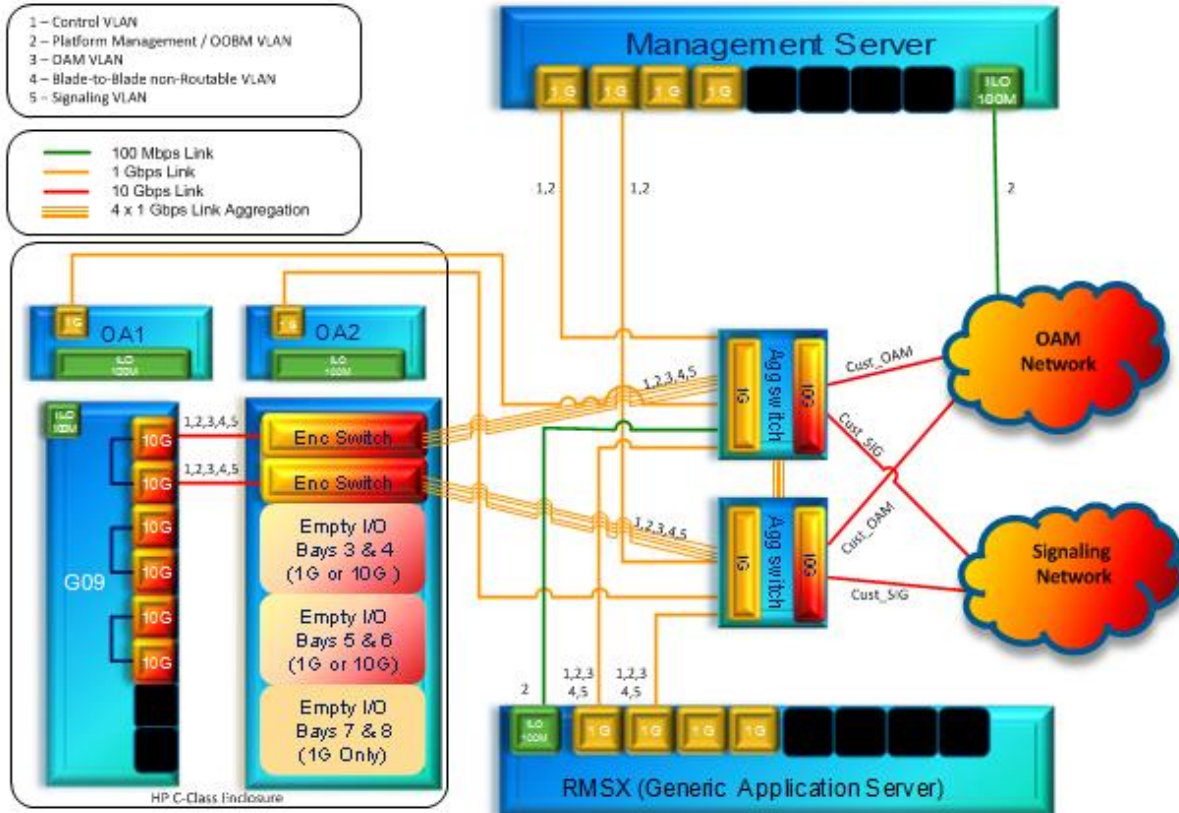 1 – Control VLAN
2 – Platform Management / OOBM VLAN
3 – OAM VLAN
4 – Blade-to-Blade non-Routable VLAN
5 – Signaling VLAN
100 Mbps Link
1 Gbps Link
10 Gbps Link
4 x 1 Gbps Link Aggregation
Management Server
1 G
1 G
1 G
1 G
ILO
100M
1,2
1,2
2
1G
OA1
ILO
100M
1 G
OA2
ILO
100M
ILO
100M
G09
10G
10G
10G
10G
10G
10G
1,2,3,4,5
1,2,3,4,5
Enc Switch
Enc Switch
Empty I/O
Bays 3 & 4
(1G or 10G )
Empty I/O
Bays 5 & 6
(1G or 10G)
Empty I/O
Bays 7 & 8
(1G Only)
HP C-Class Enclosure
1,2,3,4,5
1,2,3,4,5
1G
Agg switch
10G
1G
Agg switch
10G
Cust_OAM
Cust_SIG
Cust_OAM
Cust_SIG
OAM
Network
Signaling
Network
2
1,2,3
4,5
1,2,3
4,5
ILO
100M
1 G
1 G
1 G
1 G
RMSX (Generic Application Server)